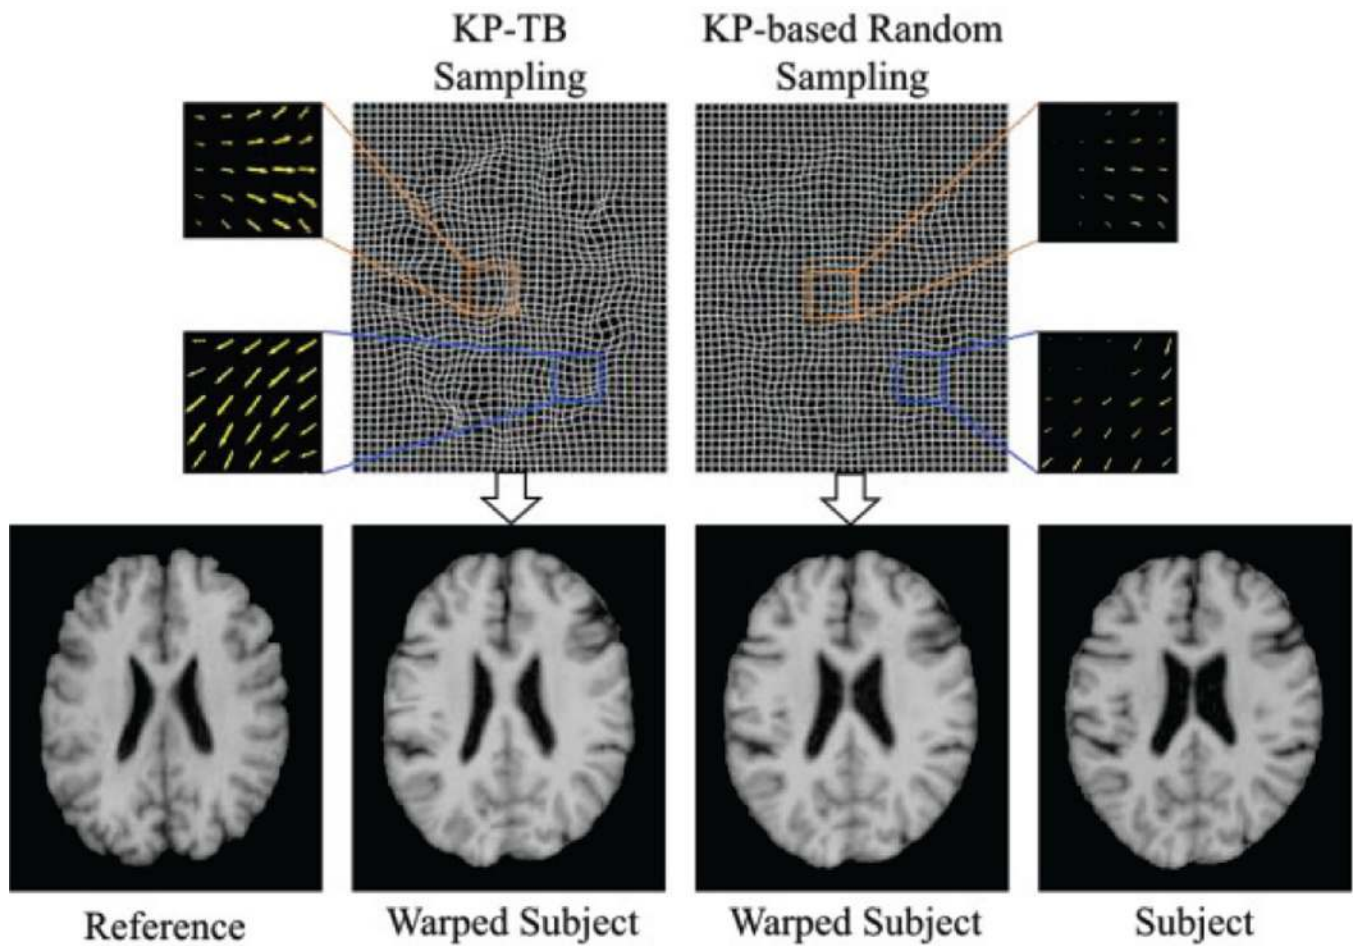 KP-TB
Sampling
KP-based Random
Sampling
Reference
Warped Subject
Warped Subject
Subject